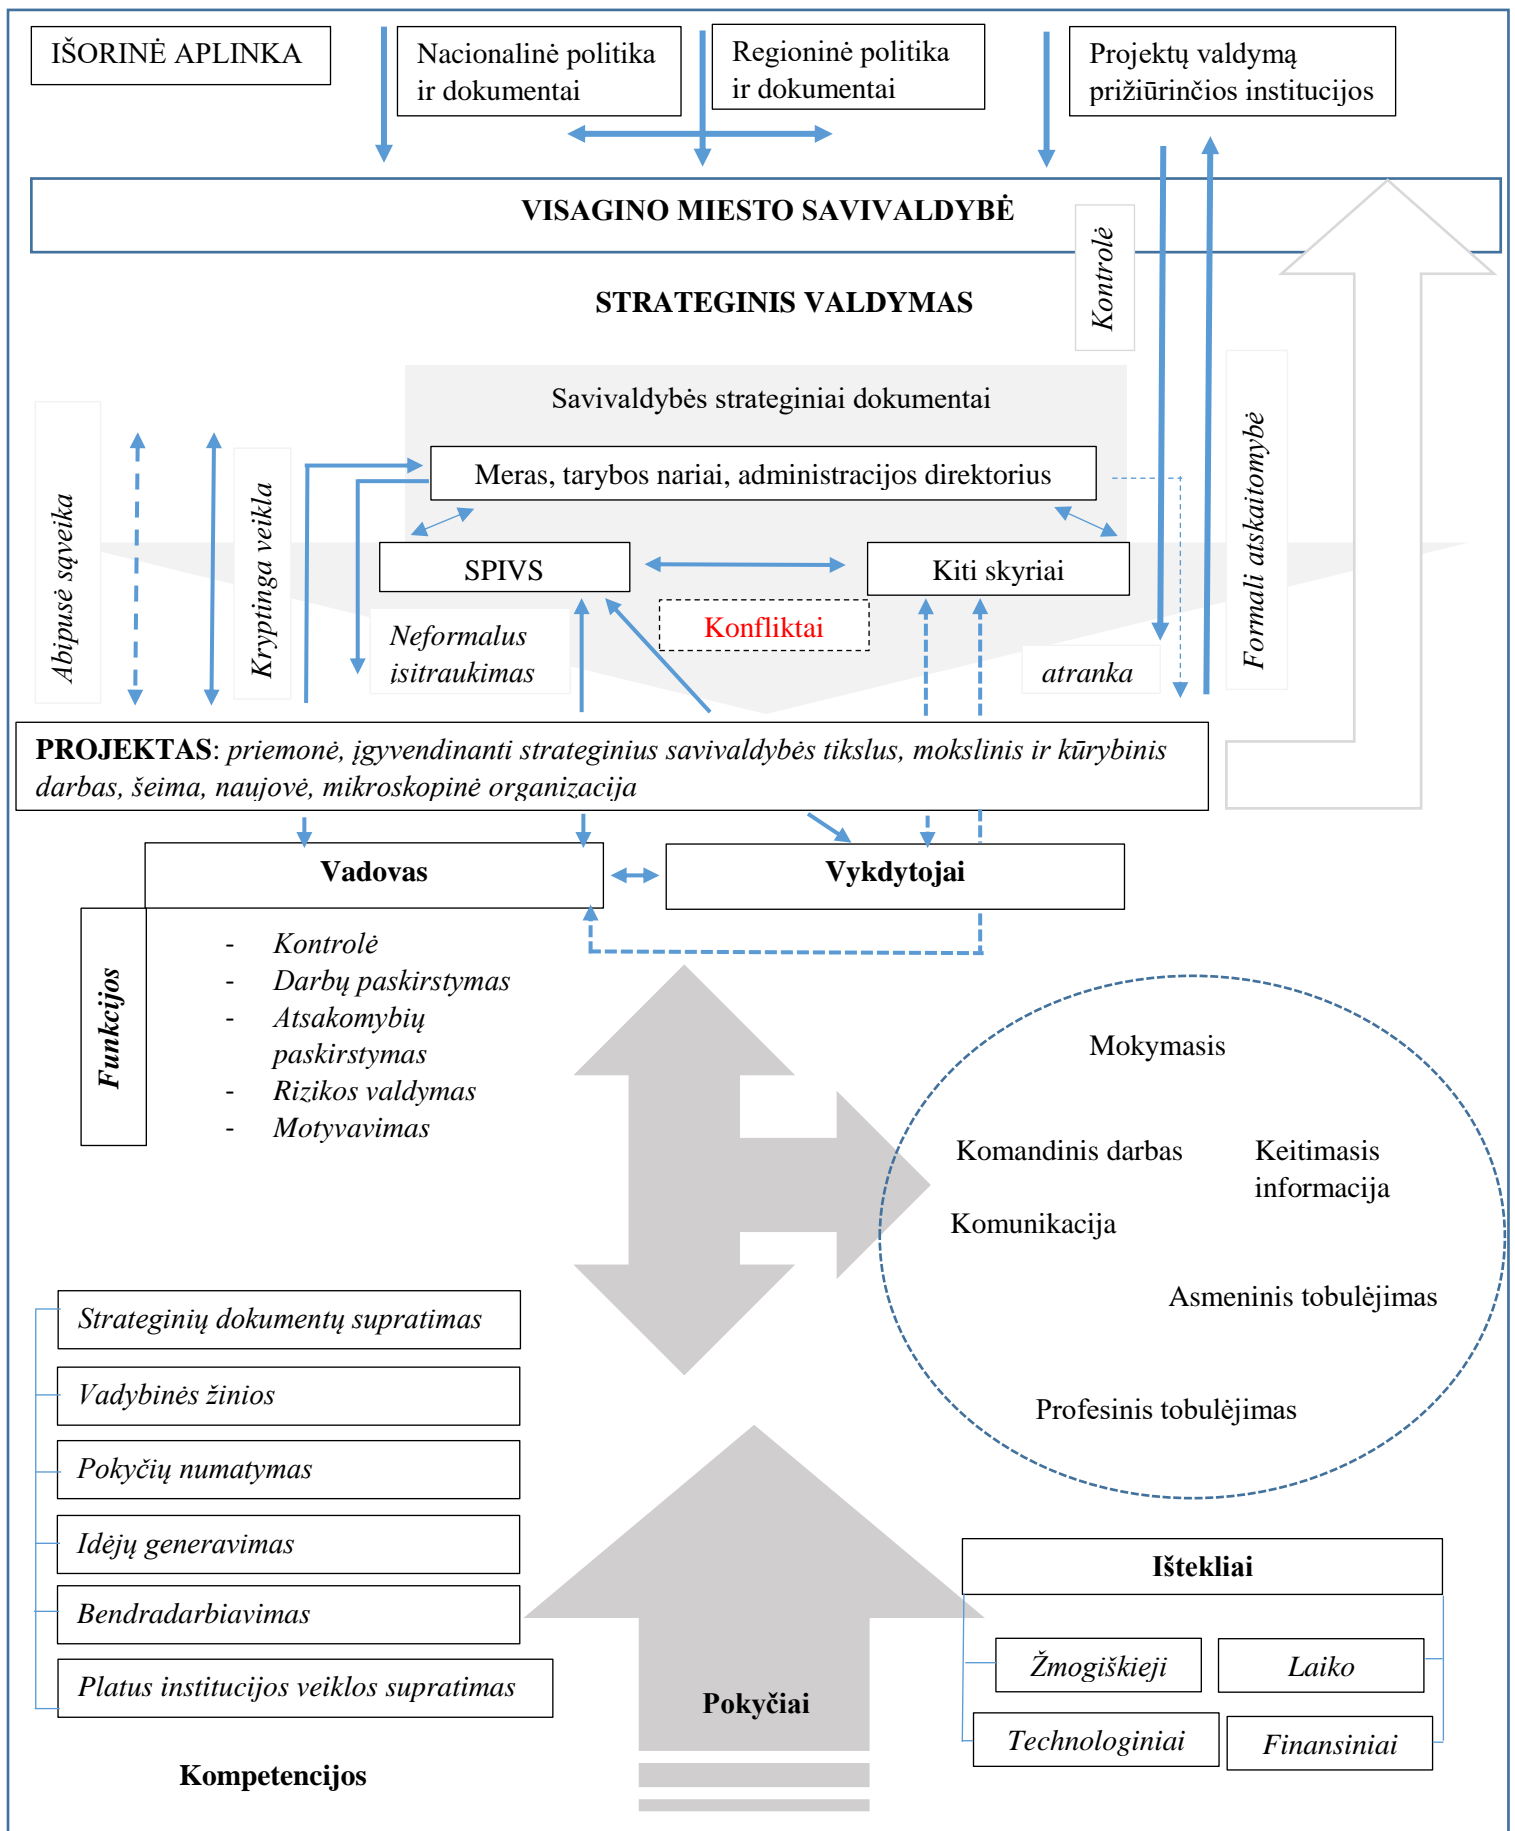 IŠORINĖ APLINKA
Nacionalinė politika
ir dokumentai
Regioninė politika
ir dokumentai
Projektų valdymą
prižiūrinčios institucijos
VISAGINO MIESTO SAVIVALDYBĖ
Kontrolė
STRATEGINIS VALDYMAS
Savivaldybės strateginiai dokumentai
Meras, tarybos nariai, administracijos direktorius
Abipusė sąveika
Kryptinga veikla
Formali atskaitomybė
SPIVS
Kiti skyriai
Konfliktai
Neformalus
isitraukimas
atranka
PROJEKTAS: priemonė, įgyvendinanti strateginius savivaldybės tikslus, mokslinis ir kūrybinis
darbas, šeima, naujovė, mikroskopinė organizacija
Vadovas
Vykdytojai
Funkcijos
- Kontrolė
- Darbų paskirstymas
- Atsakomybių
paskirstymas
- Rizikos valdymas
- Motyvavimas
Mokymasis
Komandinis darbas
Keitimasis
informacija
Komunikacija
Asmeninis tobulėjimas
Profesinis tobulėjimas
Strateginių dokumentų supratimas
Vadybinės žinios
Pokyčių numatymas
Idėjų generavimas
Bendradarbiavimas
Platus institucijos veiklos supratimas
Kompetencijos
Pokyčiai
Ištekliai
Žmogiškieji
Laiko
Technologiniai
Finansiniai